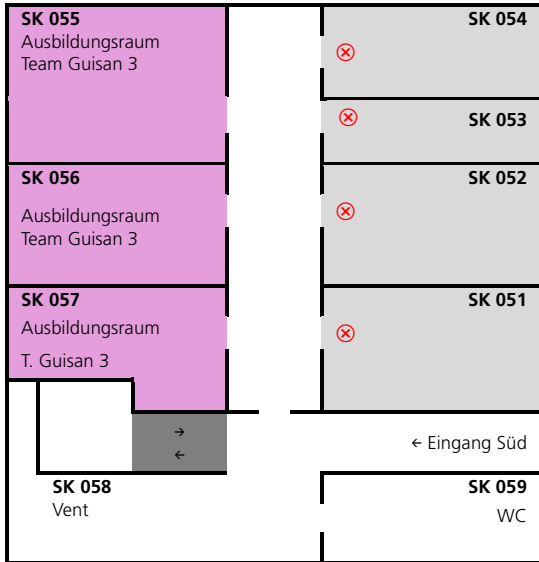 SK 055
Ausbildungsraum
Team Guisan 3
SK 054
SK 053
SK 056
Ausbildungsraum
Team Guisan 3
SK 052
SK 057
Ausbildungsraum
T. Guisan 3
SK 051
→
←
← Eingang Süd
SK 058
Vent
SK 059
WC